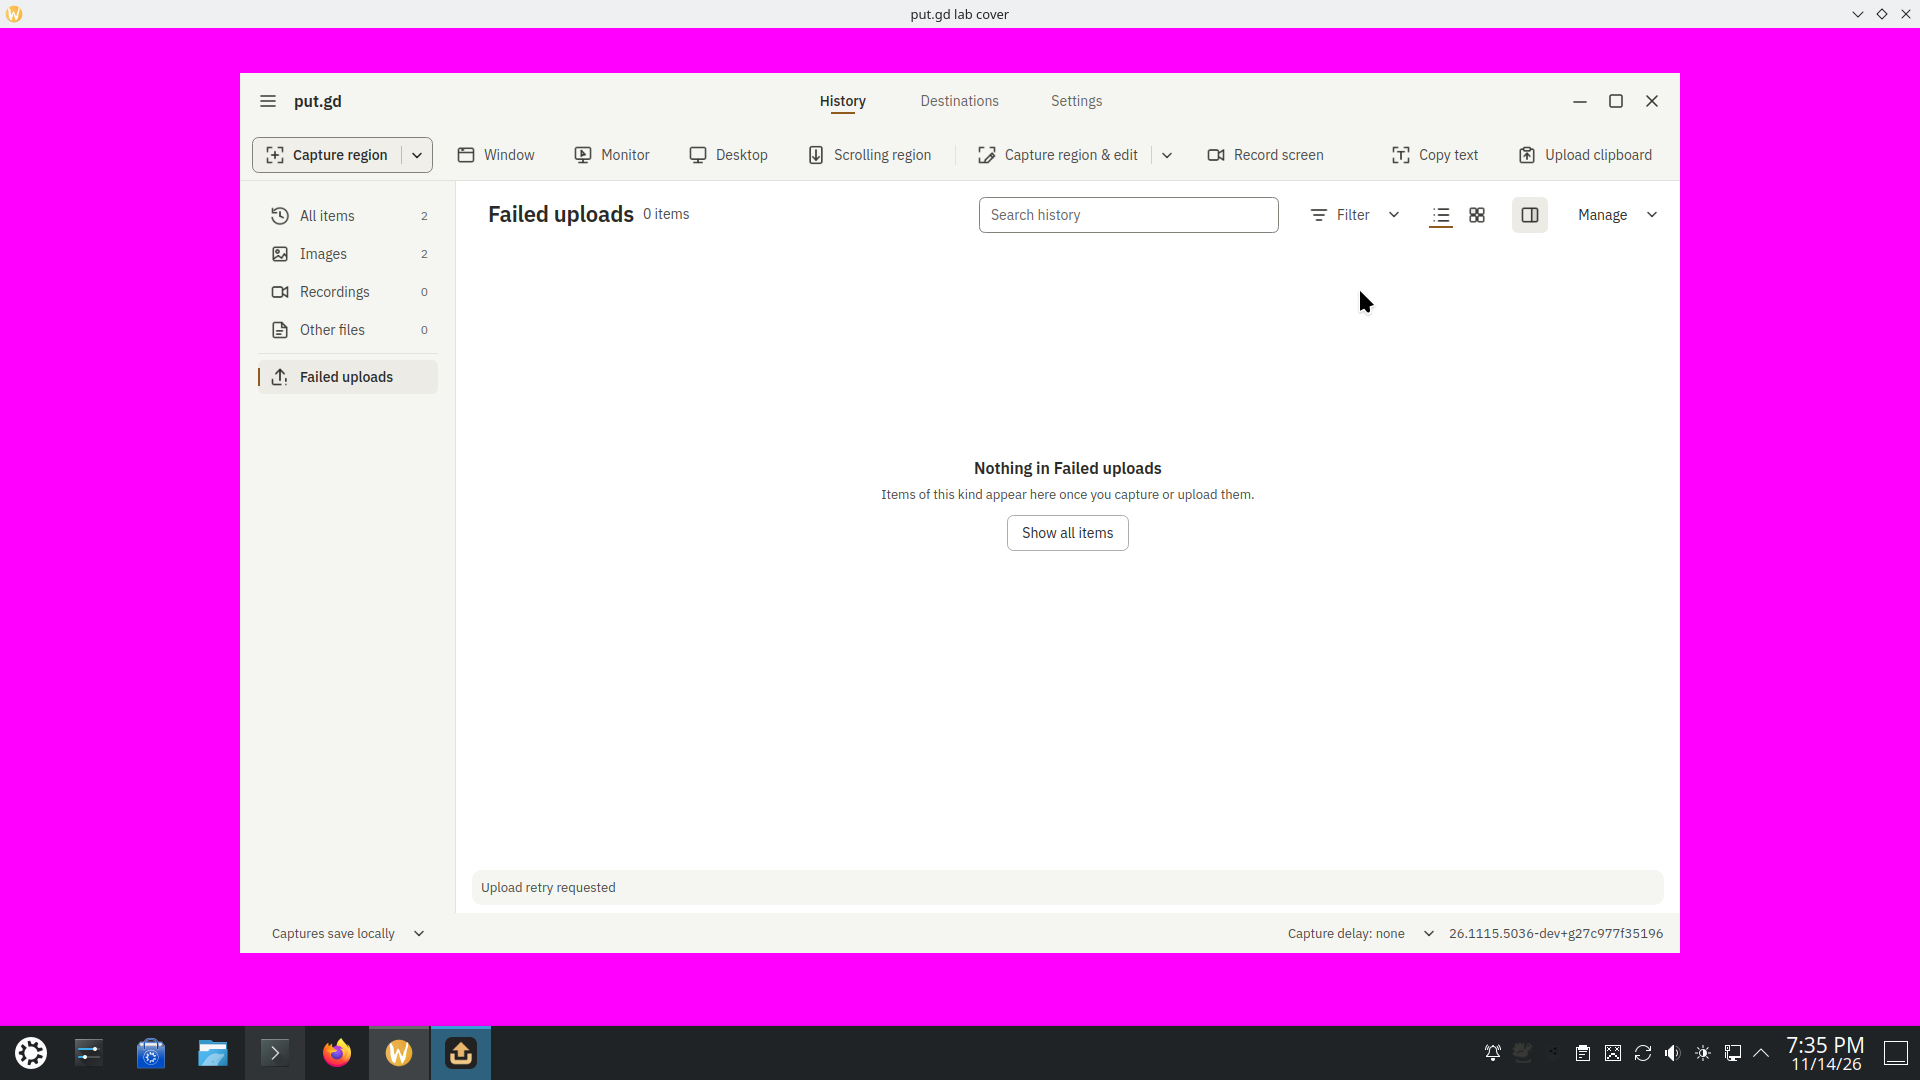 put.gd lab cover
put.gd
History
Destinations
Settings
Capture region
Window
Monitor
Desktop
Scrolling region
Capture region & edit
Record screen
Copy text
Upload clipboard
All items 2
Images 2
Recordings 0
Other files 0
Failed uploads
Failed uploads 0 items
Search history
Filter
Manage
Nothing in Failed uploads
Items of this kind appear here once you capture or upload them.
Show all items
Upload retry requested
Captures save locally
Capture delay: none
26.1115.5036-dev+g27c977f35196
7:35 PM
11/14/26